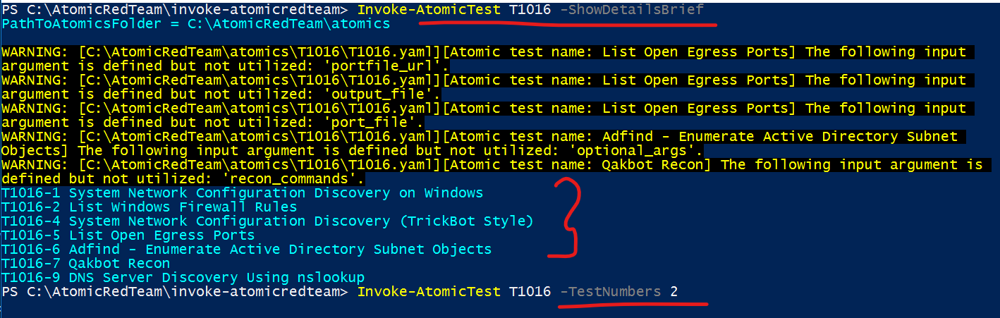 PS C:\AtomicRedTeam\invoke-atomicredteam> Invoke-AtomicTest T1016 -ShowDetailsBrief
PathToAtomicsFolder = C:\AtomicRedTeam\atomics
WARNING: [C:\AtomicRedTeam\atomics\T1016\T1016.yaml][Atomic test name: List Open Egress Ports] The following input
argument is defined but not utilized: 'portfile_url'.
WARNING: [C:\AtomicRedTeam\atomics\T1016\T1016.yaml][Atomic test name: List Open Egress Ports] The following input
argument is defined but not utilized: 'output_file'.
WARNING: [C:\AtomicRedTeam\atomics\T1016\T1016.yaml][Atomic test name: List Open Egress Ports] The following input
argument is defined but not utilized: 'port_file'.
WARNING: [C:\AtomicRedTeam\atomics\T1016\T1016.yaml][Atomic test name: Adfind - Enumerate Active Directory Subnet
Objects] The following input argument is defined but not utilized: 'optional_args'.
WARNING: [C:\AtomicRedTeam\atomics\T1016\T1016.yaml][Atomic test name: Qakbot Recon] The following input argument is
defined but not utilized: 'recon_commands'.
T1016-1 System Network Configuration Discovery on Windows
T1016-2 List Windows Firewall Rules
T1016-4 System Network Configuration Discovery (TrickBot Style)
T1016-5 List Open Egress Ports
T1016-6 Adfind - Enumerate Active Directory Subnet Objects
T1016-7 Qakbot Recon
T1016-9 DNS Server Discovery Using nslookup
PS C:\AtomicRedTeam\invoke-atomicredteam> Invoke-AtomicTest T1016 -TestNumbers 2